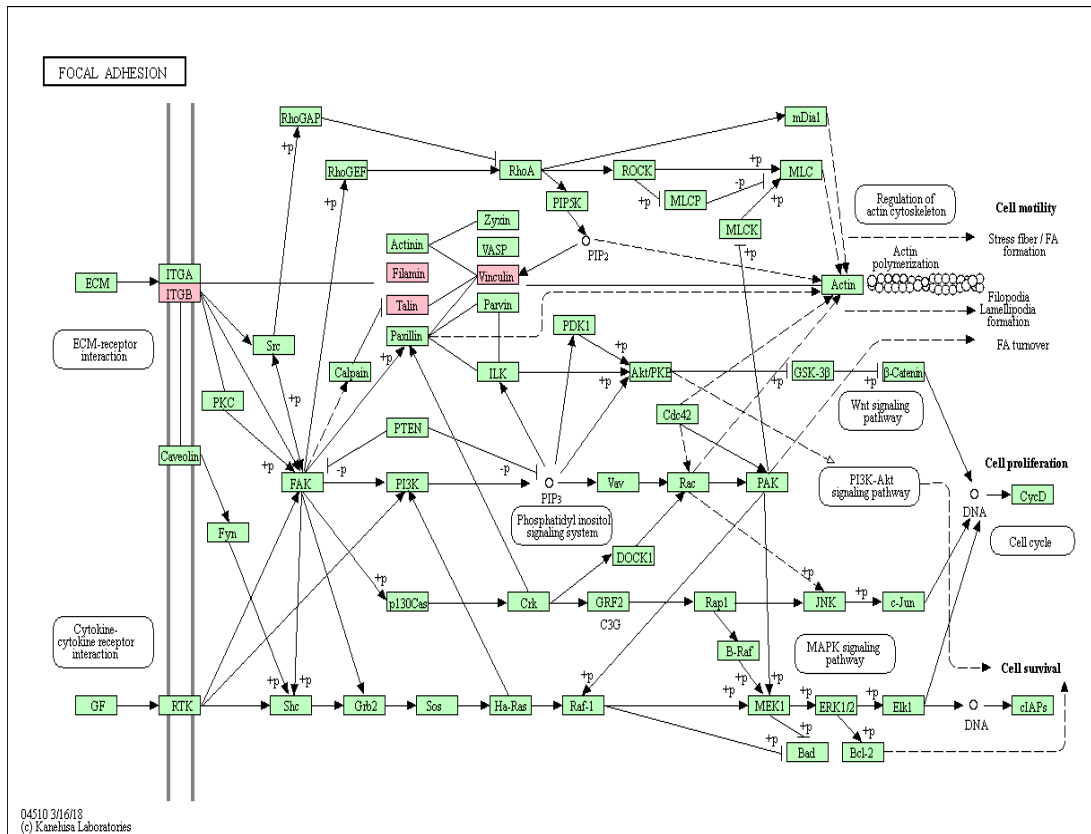 FOCAL ADHESION
RhoGAP
mDia1
+p
RhoGEF
RhoA
ROCK
+p
MLC
+p
-p
+p
MLCP
PIP5K
+p
MLCK
Regulation of
actin cytoskeleton
Cell motility
Zyxin
Actinin
VASP
PIP2
+p
Stress fiber / FA
formation
Actin
polymerization
ECM
ITGA
ITGB
Filamin
Vinculin
Actin
Talin
Parvin
Filopodia
Lamellipodia
formation
Paxillin
PDK1
ECM-receptor
interaction
Src
+p
+p
FA turnover
Calpain
ILK
+p
Akt/PKB
GSK-3β
+p
β-Catenin
PKC
+p
Cdc42
Wnt signaling
pathway
PTEN
Caveolin
+p
-p
-p
Cell proliferation
FAK
PI3K
PIP3
Vav
Rac
PAK
PI3K-Akt
signaling pathway
DNA
CycD
Fyn
Phosphatidyl inositol
signaling system
Cell cycle
DOCK1
+p
+p
p130Cas
Crk
GRF2
Rap1
JNK
+p
c-Jun
C3G
Cytokine-
cytokine receptor
interaction
B-Raf
MAPK signaling
pathway
Cell survival
+p
+p
+p
+p
+p
+p
+p
GF
RTK
Shc
Grb2
Sos
Ha-Ras
Raf-1
MEK1
ERK1/2
Elk1
DNA
cIAPs
+p
+p
+p
Bad
Bcl-2
04510 3/16/18
(c) Kanehisa Laboratories